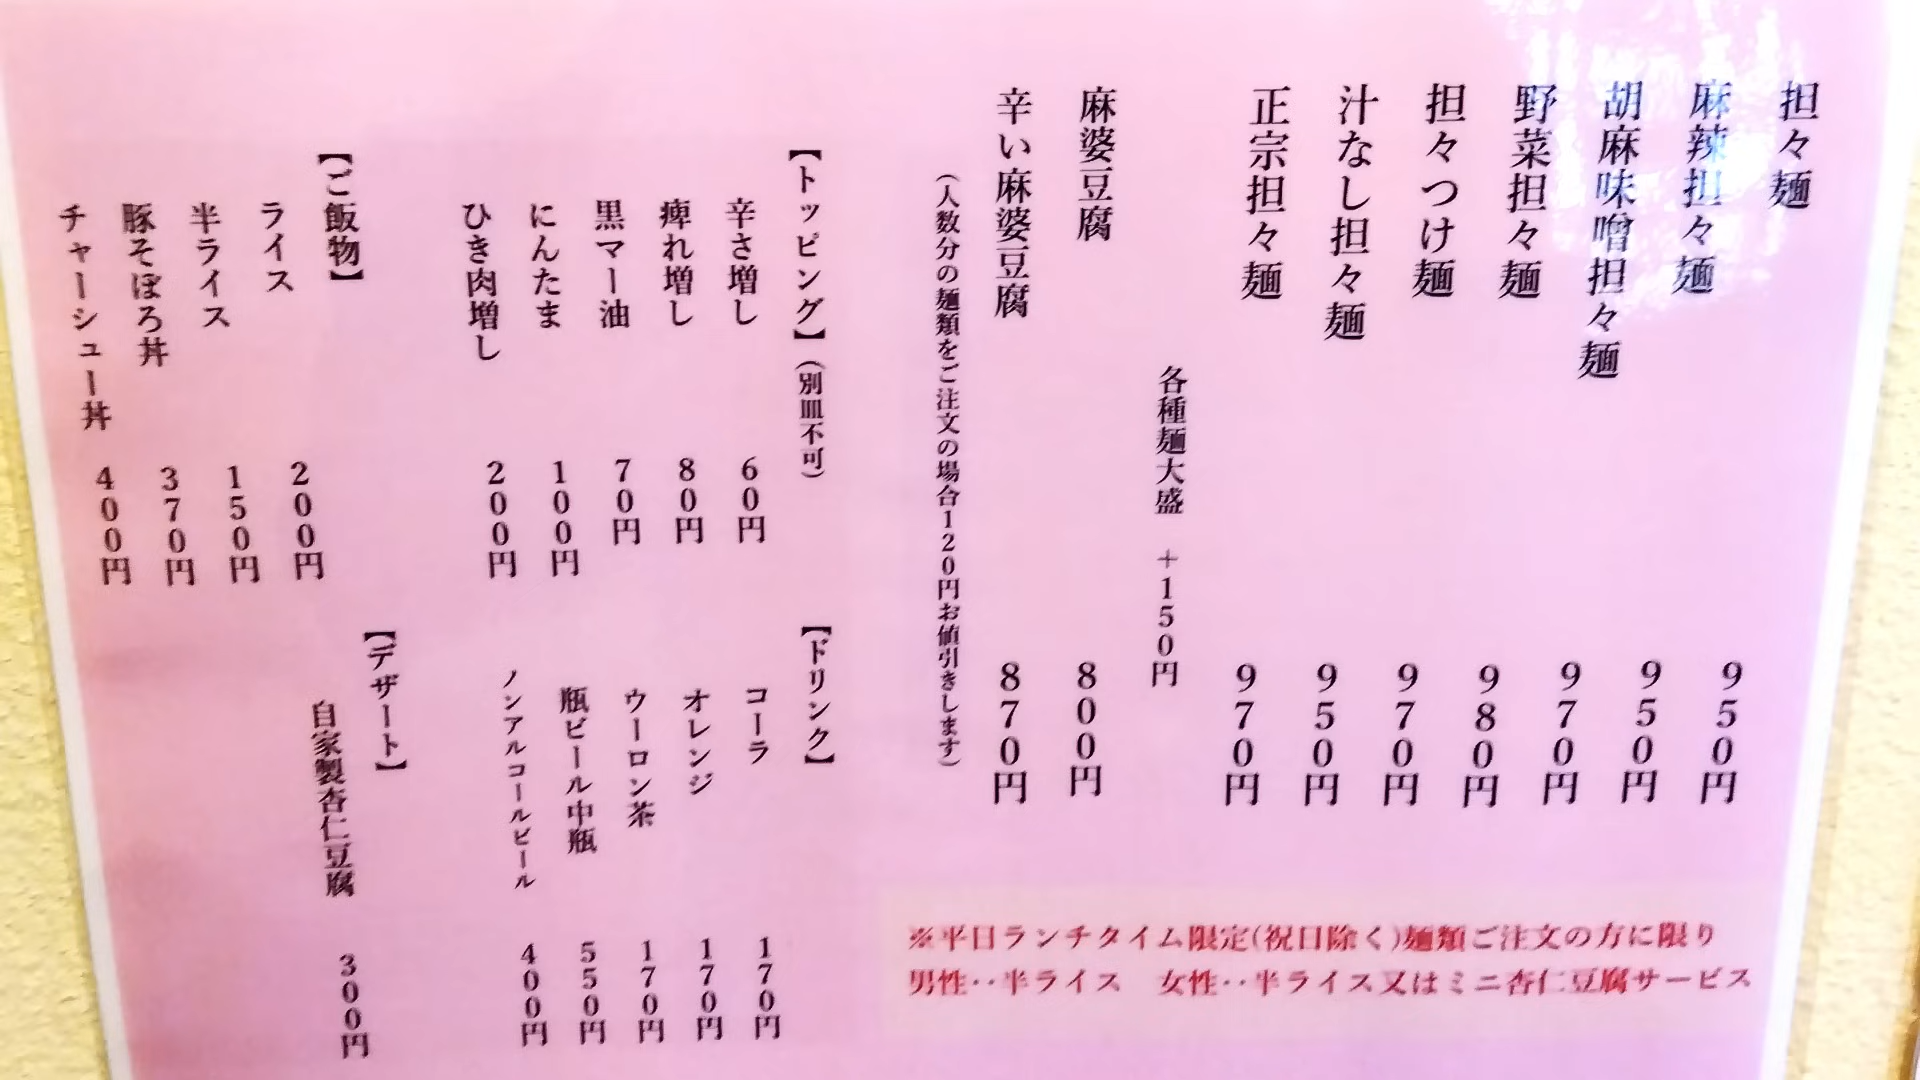 担々麺 950円
麻辣担々麺 950円
胡麻味噌担々麺 970円
野菜担々麺 980円
担々つけ麺 970円
汁なし担々麺 950円
正宗担々麺 970円
各種麺大盛 +150円
麻婆豆腐 800円
辛い麻婆豆腐 870円
(人数分の麺類をご注文の場合120円お値引きします)
【トッピング】(別皿不可)
辛さ増し 60円
痺れ増し 80円
黒マー油 70円
にんたま 100円
ひき肉増し 200円
【ご飯物】
ライス 200円
半ライス 150円
豚そぼろ丼 370円
チャーシュー丼 400円
【ドリンク】
コーラ 170円
オレンジ 170円
ウーロン茶 170円
瓶ビール中瓶 550円
ノンアルコールビール 400円
【デザート】
自家製杏仁豆腐 300円
※平日ランチタイム限定(祝日除く)麺類ご注文の方に限り
男性‥半ライス 女性‥半ライス又はミニ杏仁豆腐サービス